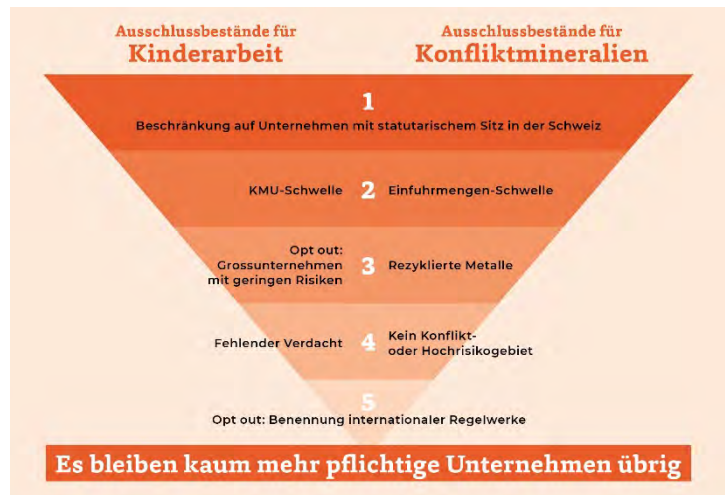 Ausschlussbestände für
Kinderarbeit
Ausschlussbestände für
Konfliktmineralien
1
Beschränkung auf Unternehmen mit statutarischem Sitz in der Schweiz
KMU-Schwelle
2
Einfuhrmengen-Schwelle
Opt out:
Grossunternehmen
mit geringen Risiken
3
Rezyklierte Metalle
Fehlender Verdacht
4
Kein Konflikt-
oder Hochrisikogebiet
5
Opt out: Benennung internationaler Regelwerke
Es bleiben kaum mehr pflichtige Unternehmen übrig